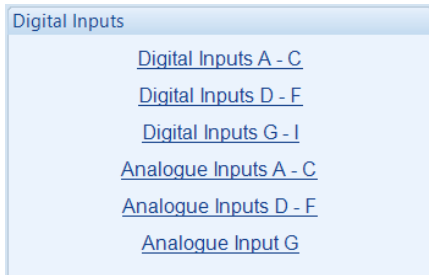 Digital Inputs
Digital Inputs A - C
Digital Inputs D - F
Digital Inputs G - I
Analogue Inputs A - C
Analogue Inputs D - F
Analogue Input G